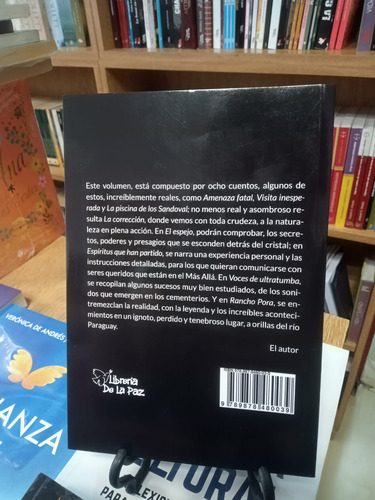 Este volumen, está compuesto por ocho cuentos, algunos de
estos, increíblemente reales, como Amenaza fatal, Visita inespe-
rada y La piscina de los Sandoval; no menos real y asombroso re-
sulta La corrección, donde vemos con toda crudeza, a la natura-
leza en plena acción. En El espejo, podrán comprobar, los secre-
tos, poderes y presagios que se esconden detrás del cristal; en
Espíritus que han partido, se narra una experiencia personal y las
instrucciones detalladas, para los que quieran comunicarse con
seres queridos que están en el Más Allá. En Voces de ultratumba,
se recopilan algunos sucesos muy bien estudiados, de los soni-
dos que emergen en los cementerios. Y en Rancho Pora, se en-
tremezclan la realidad, con la leyenda y los increíbles aconteci-
mientos en un ignoto, perdido y tenebroso lugar, a orillas del río
Paraguay.
El autor
Librería
De La Paz
9 789878 480039
VERÓNICA DE ANDRÉS
ANZA